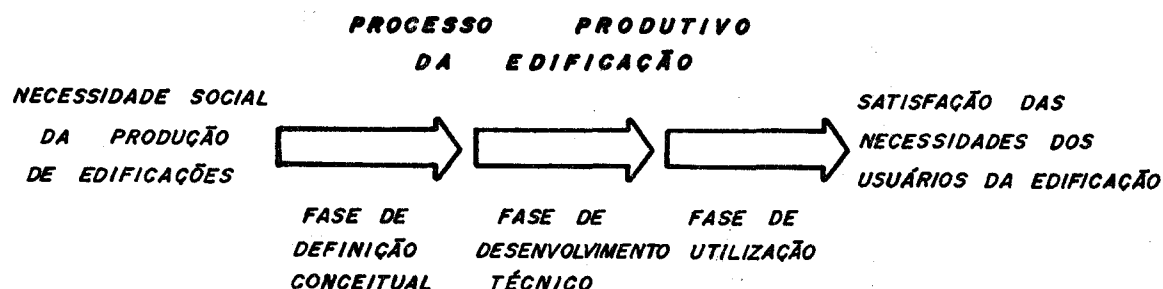 PROCESSO PRODUTIVO
DA EDIFICAÇÃO
NECESSIDADE SOCIAL
DA PRODUÇÃO
DE EDIFICAÇÕES
SATISFAÇÃO DAS
NECESSIDADES DOS
USUÁRIOS DA EDIFICAÇÃO
FASE DE
DEFINIÇÃO
CONCEITUAL
FASE DE
DESENVOLVIMENTO
TÉCNICO
FASE DE
UTILIZAÇÃO